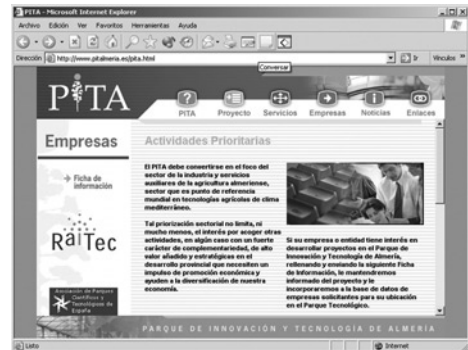 PITA - Microsoft Internet Explorer
Archivo Edición Ver Favoritos Herramientas Ayuda
Dirección http://www.pitalmeria.es/pita.html Ir Vínculos »
Conversar
PITA
PITA Proyecto Servicios Empresas Noticias Enlaces
Empresas
Ficha de
información
RaiTec
Asociación de Parques
Científicos y
Tecnológicos de
España
Actividades Prioritarias
El PITA debe convertirse en el foco del
sector de la industria y servicios
auxiliares de la agricultura almeriense,
sector que es punto de referencia
mundial en tecnologías agrícolas de clima
mediterráneo.
Tal priorización sectorial no limita, ni
mucho menos, el interés por acoger otras
actividades, en algún caso con un fuerte
carácter de complementariedad, de alto
valor añadido y estratégicas en el
desarrollo provincial que necesiten un
impulso de promoción económica y
ayuden a la diversificación de nuestra
economía.
Si su empresa o entidad tiene interés en
desarrollar proyectos en el Parque de
Innovación y Tecnología de Almería,
rellenando y enviando la siguiente Ficha
de Información, le mantendremos
informado del proyecto y le
incorporaremos a la base de datos de
empresas solicitantes para su ubicación
en el Parque Tecnológico.
PARQUE DE INNOVACIÓN Y TECNOLOGÍA DE ALMERÍA
Listo Internet